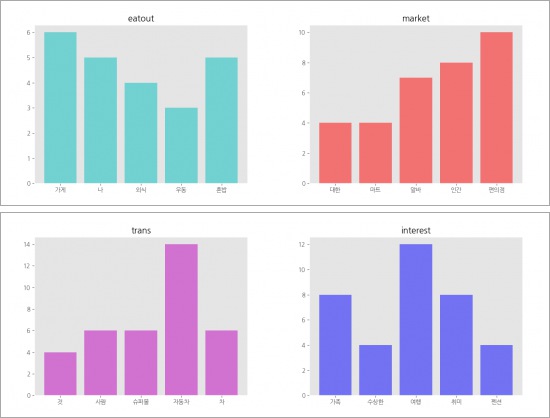 eatout
6
5
4
3
2
1
0
가게
나
외식
우동
혼밥
market
10
8
6
4
2
0
대한
마트
알바
인간
편의점
trans
14
12
10
8
6
4
2
0
것
사람
슈퍼물
자동차
차
interest
12
10
8
6
4
2
0
가족
수상한
여행
취미
펜션